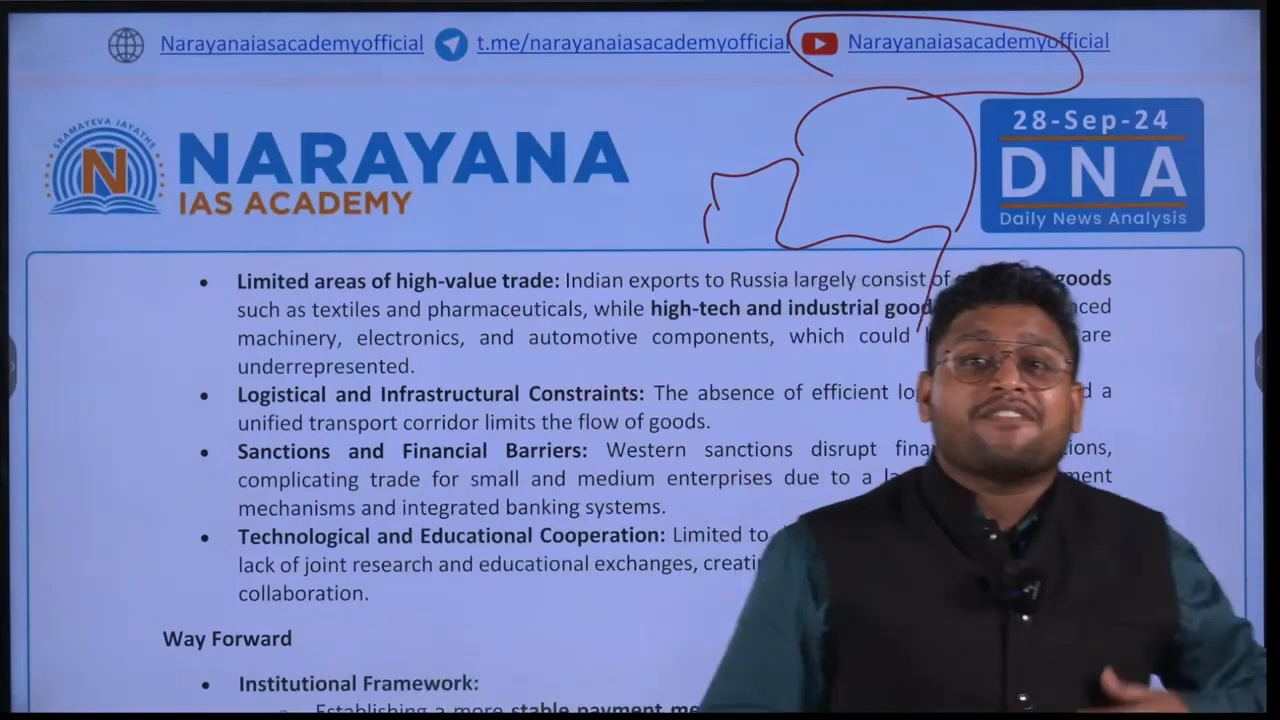 Narayanaiasacademyofficial t.me/narayanaiasacademyofficial Narayanaiasacademyofficial
SRAMAYEVA JAYATHE
N
NARAYANA
IAS ACADEMY
28-Sep-24
DNA
Daily News Analysis
• Limited areas of high-value trade: Indian exports to Russia largely consist of goods
such as textiles and pharmaceuticals, while high-tech and industrial
machinery, electronics, and automotive components, which could are
underrepresented.
• Logistical and Infrastructural Constraints: The absence of efficient a
unified transport corridor limits the flow of goods.
• Sanctions and Financial Barriers: Western sanctions disrupt
complicating trade for small and medium enterprises due to a
mechanisms and integrated banking systems.
• Technological and Educational Cooperation: Limited to
lack of joint research and educational exchanges,
collaboration.
Way Forward
• Institutional Framework:
Establishing a more stable payment